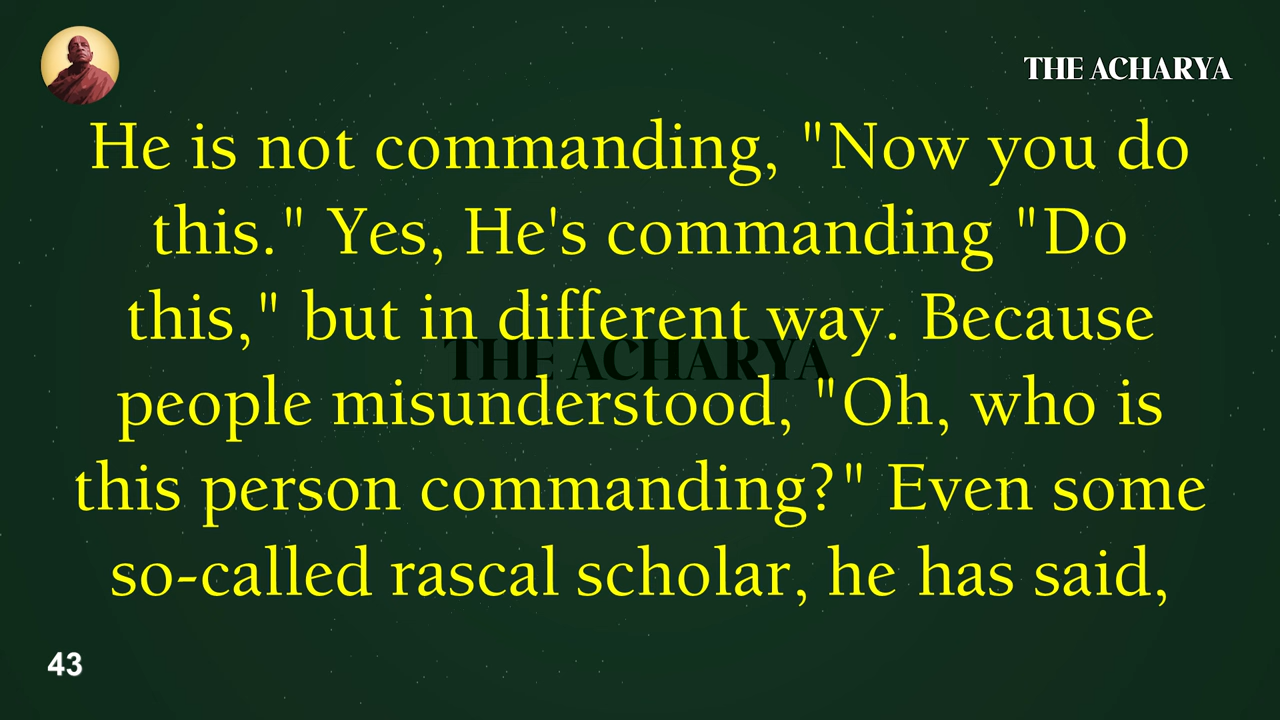 THE ACHARYA
He is not commanding, "Now you do
this." Yes, He's commanding "Do
this," but in different way. Because
THE ACHARYA
people misunderstood, "Oh, who is
this person commanding?" Even some
so-called rascal scholar, he has said,
43